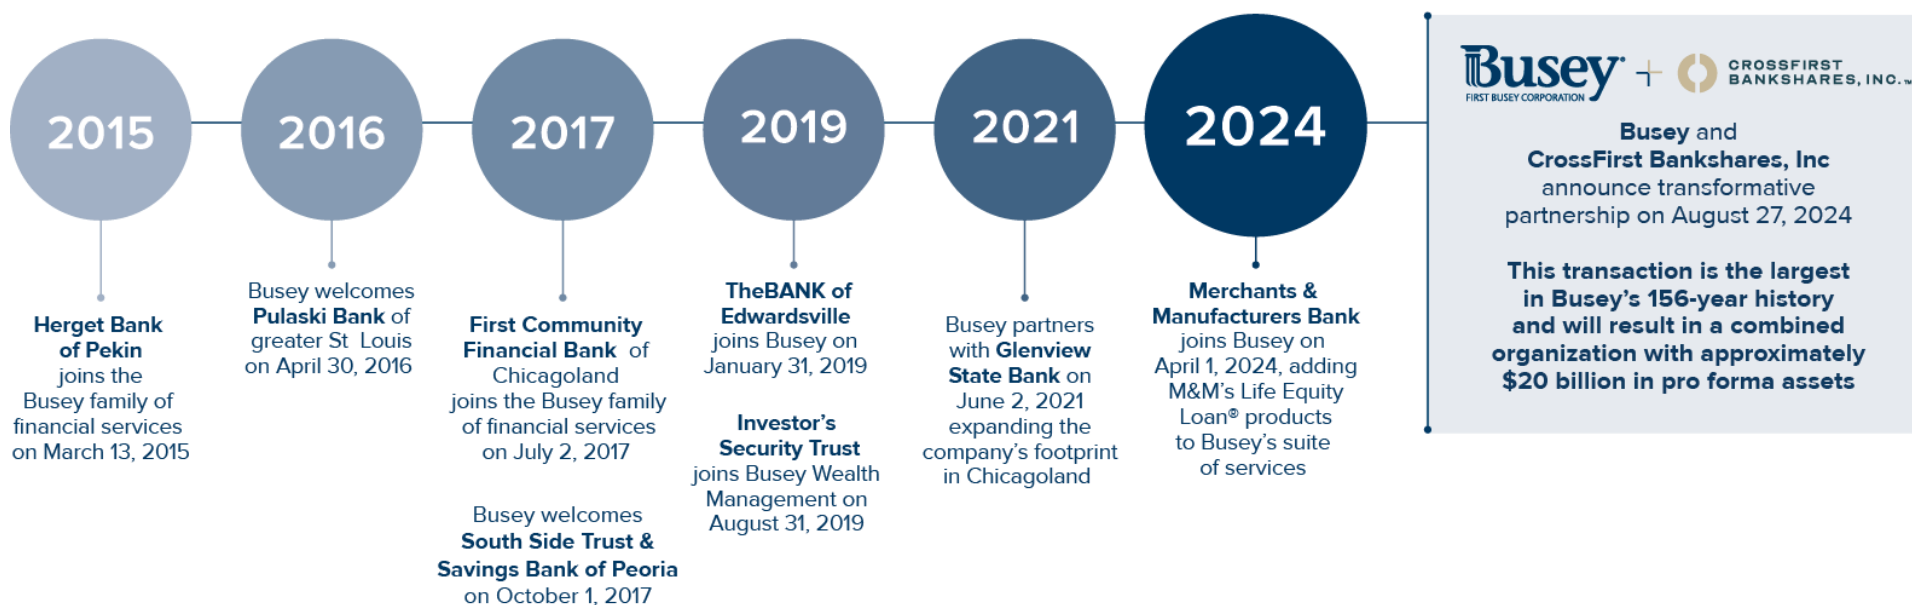 2015
Herget Bank
of Pekin
joins the
Busey family of
financial services
on March 13, 2015
2016
Busey welcomes
Pulaski Bank of
greater St Louis
on April 30, 2016
2017
First Community
Financial Bank of
Chicagoland
joins the Busey family
of financial services
on July 2, 2017
Busey welcomes
South Side Trust &
Savings Bank of Peoria
on October 1, 2017
2019
TheBANK of
Edwardsville
joins Busey on
January 31, 2019
Investor's
Security Trust
joins Busey Wealth
Management on
August 31, 2019
2021
Busey partners
with Glenview
State Bank on
June 2, 2021
expanding the
company's footprint
in Chicagoland
2024
Merchants &
Manufacturers Bank
joins Busey on
April 1, 2024, adding
M&M's Life Equity
Loan® products
to Busey's suite
of services
Busey
FIRST BUSEY CORPORATION
+
CROSSFIRST
BANKSHARES, INC.™
Busey and
CrossFirst Bankshares, Inc
announce transformative
partnership on August 27, 2024
This transaction is the largest
in Busey's 156-year history
and will result in a combined
organization with approximately
$20 billion in pro forma assets